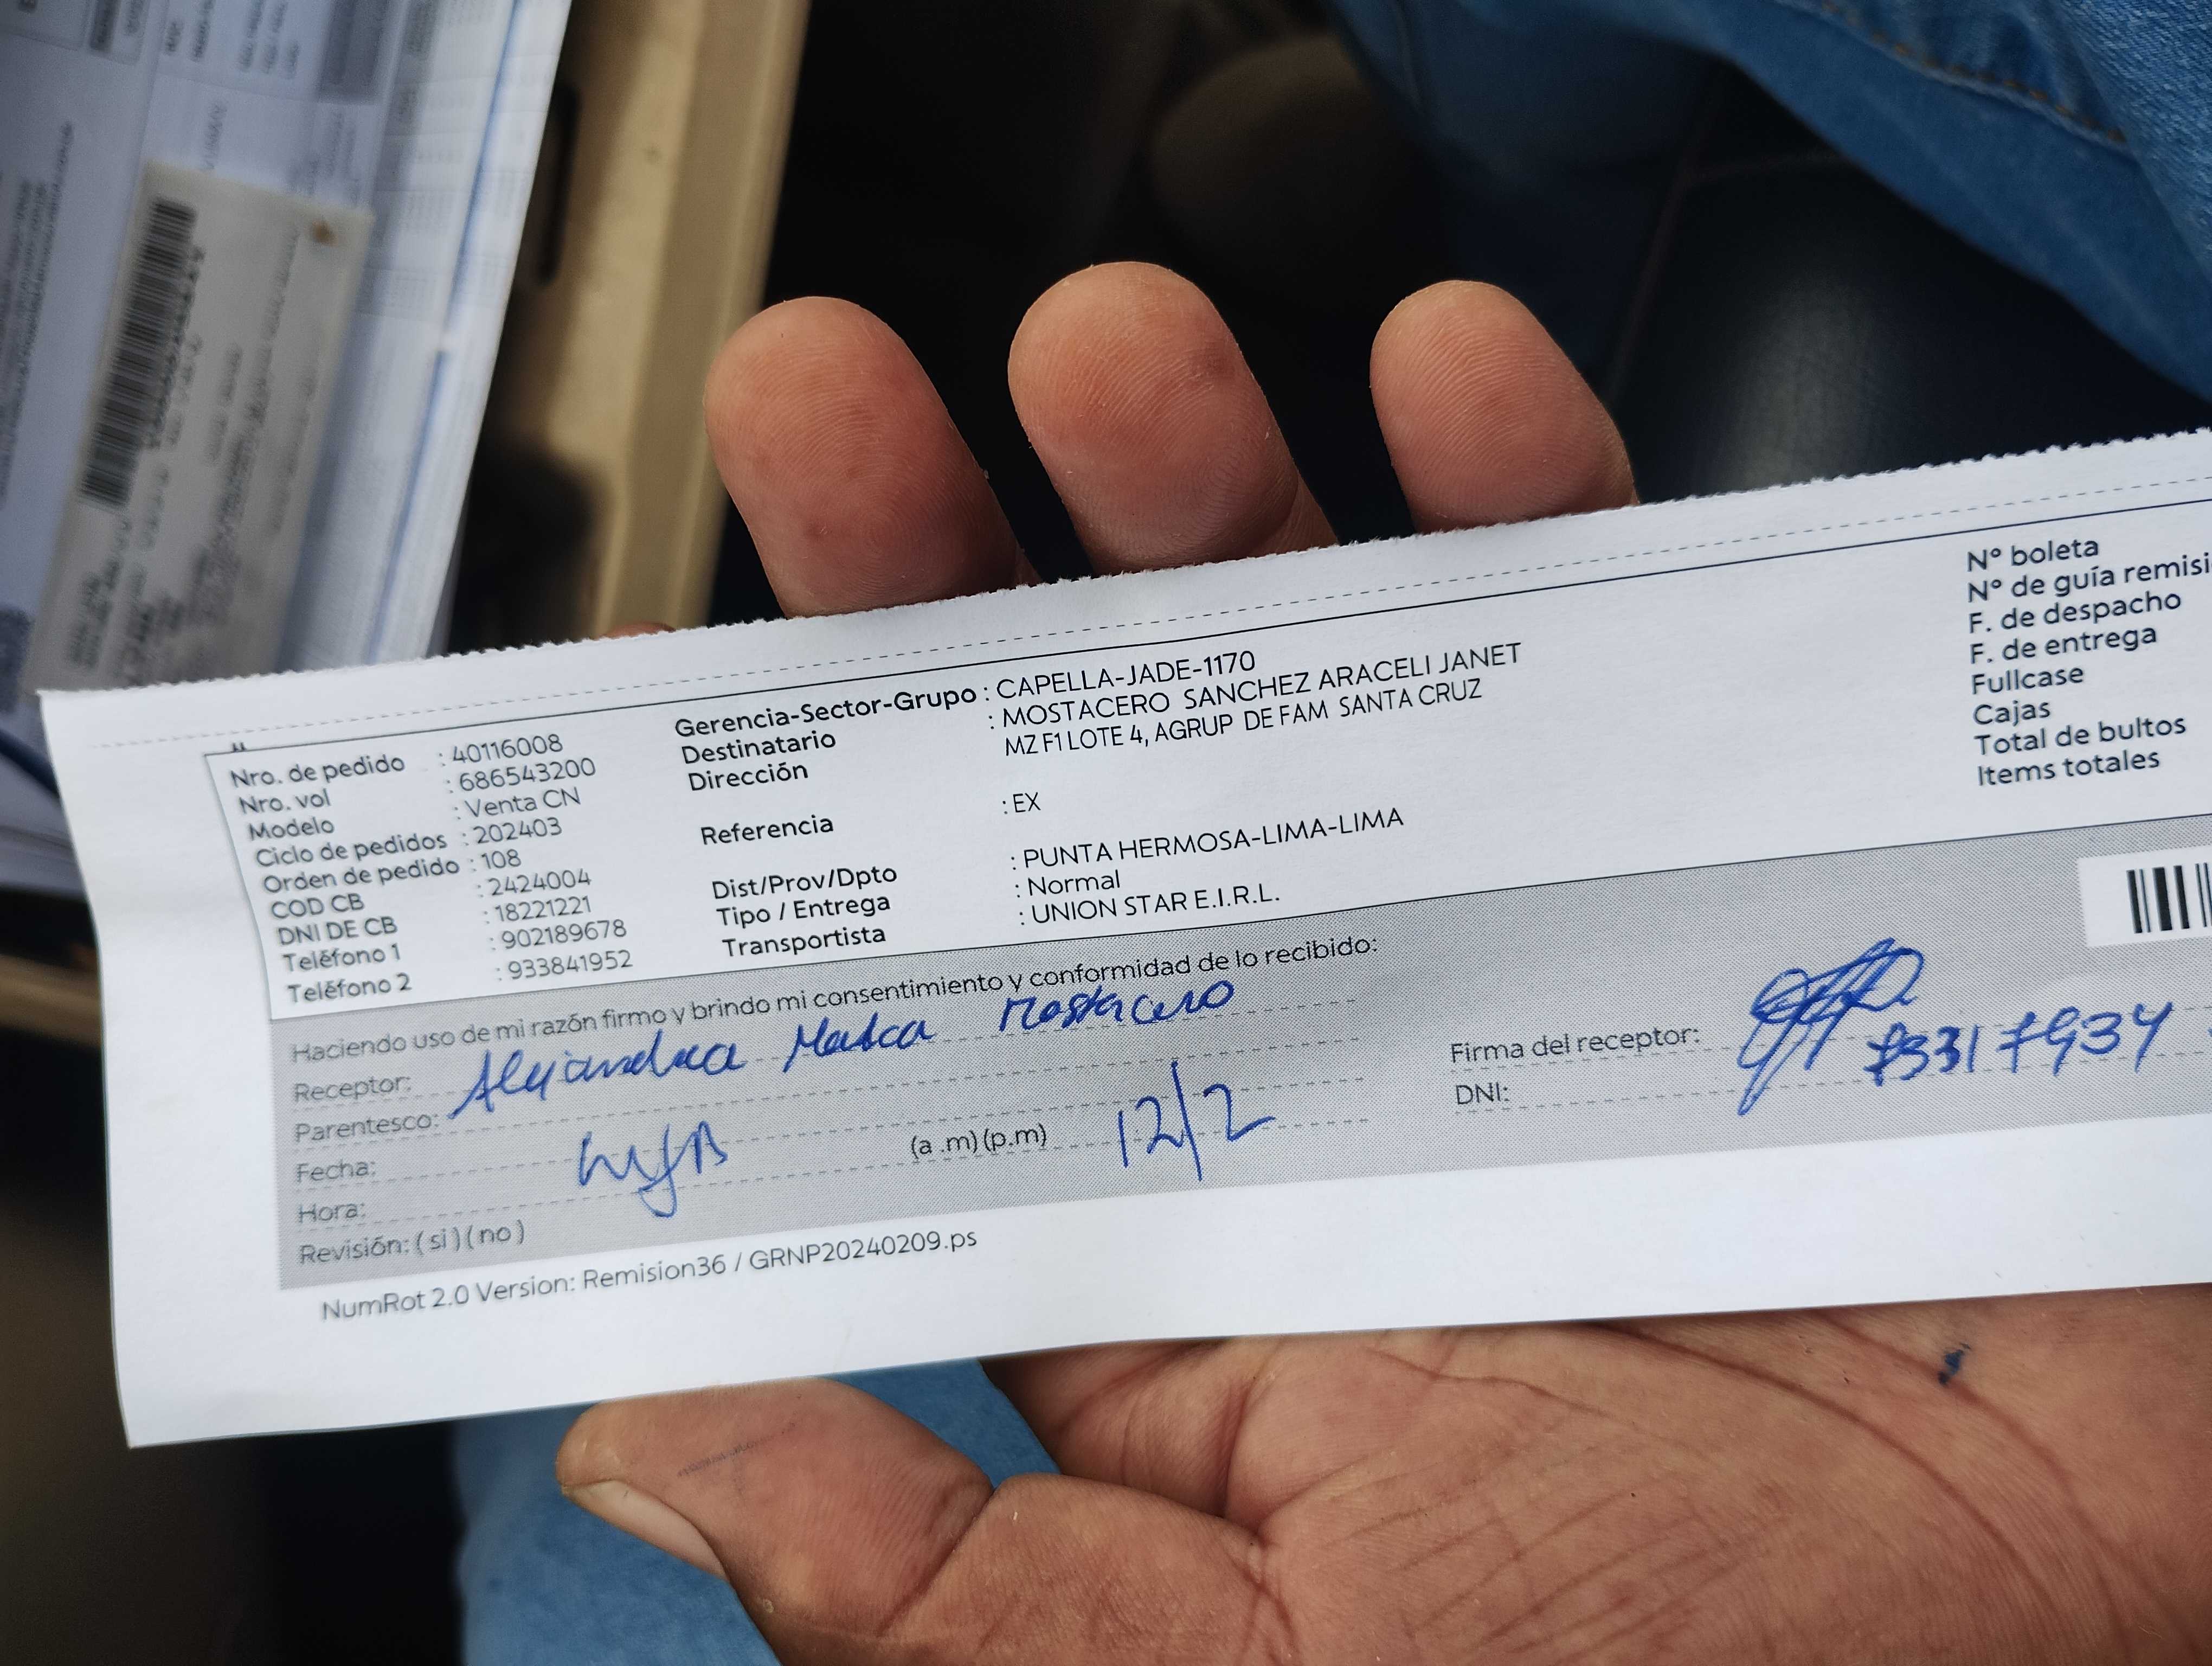 Nro. de pedido : 40116008
Nro. vol : 686543200
Modelo : Venta CN
Ciclo de pedidos : 202403
Orden de pedido : 108
COD CB : 2424004
DNI DE CB : 18221221
Teléfono 1 : 902189678
Teléfono 2 : 933841952
Gerencia-Sector-Grupo : CAPELLA-JADE-1170
Destinatario : MOSTACERO SANCHEZ ARACELI JANET
Dirección MZ F1 LOTE 4, AGRUP DE FAM SANTA CRUZ
Referencia : EX
Dist/Prov/Dpto : PUNTA HERMOSA-LIMA-LIMA
Tipo / Entrega : Normal
Transportista : UNION STAR E.I.R.L.
N° boleta
N° de guía remisi
F. de despacho
F. de entrega
Fullcase
Cajas
Total de bultos
Items totales
Haciendo uso de mi razón firmo y brindo mi consentimiento y conformidad de lo recibido:
Receptor: Alejandra Mostacero
Parentesco:
Fecha: 12/2
Hora: (a .m) (p.m)
Revisión: ( si ) ( no )
Firma del receptor:
DNI:
NumRot 2.0 Version: Remision36 / GRNP20240209.ps